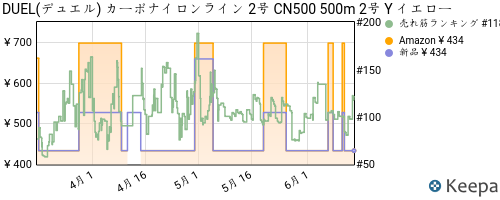 DUEL(デュエル) カーボナイロンライン 2号 CN500 500m 2号 Y イエロー
¥ 700
¥ 600
¥ 500
¥ 400
#200
#150
#100
#50
売れ筋ランキング #118
Amazon ¥ 434
新品 ¥ 434
4月 1
4月 16
5月 1
5月 16
6月 1
Keepa